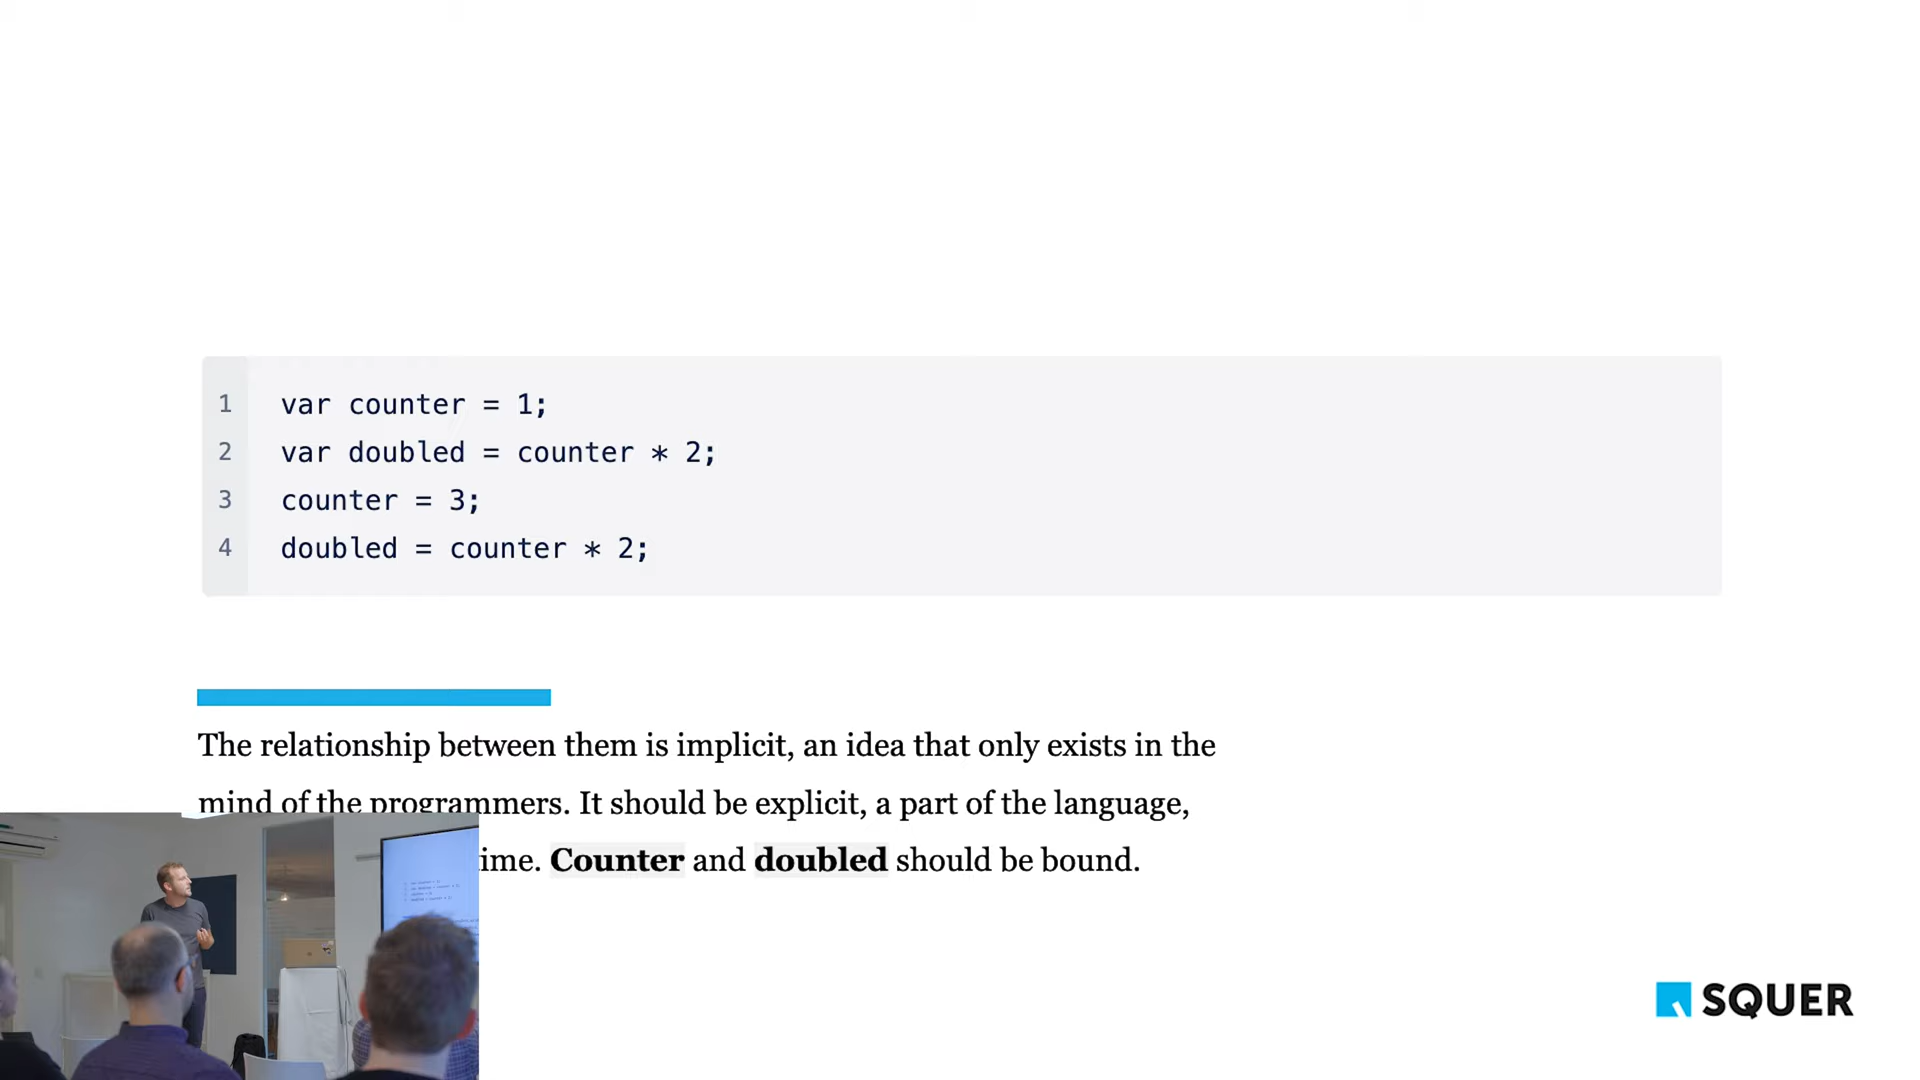 1 var counter = 1;
2 var doubled = counter * 2;
3 counter = 3;
4 doubled = counter * 2;
The relationship between them is implicit, an idea that only exists in the
mind of the programmers. It should be explicit, a part of the language,
ime. Counter and doubled should be bound.
SQUER